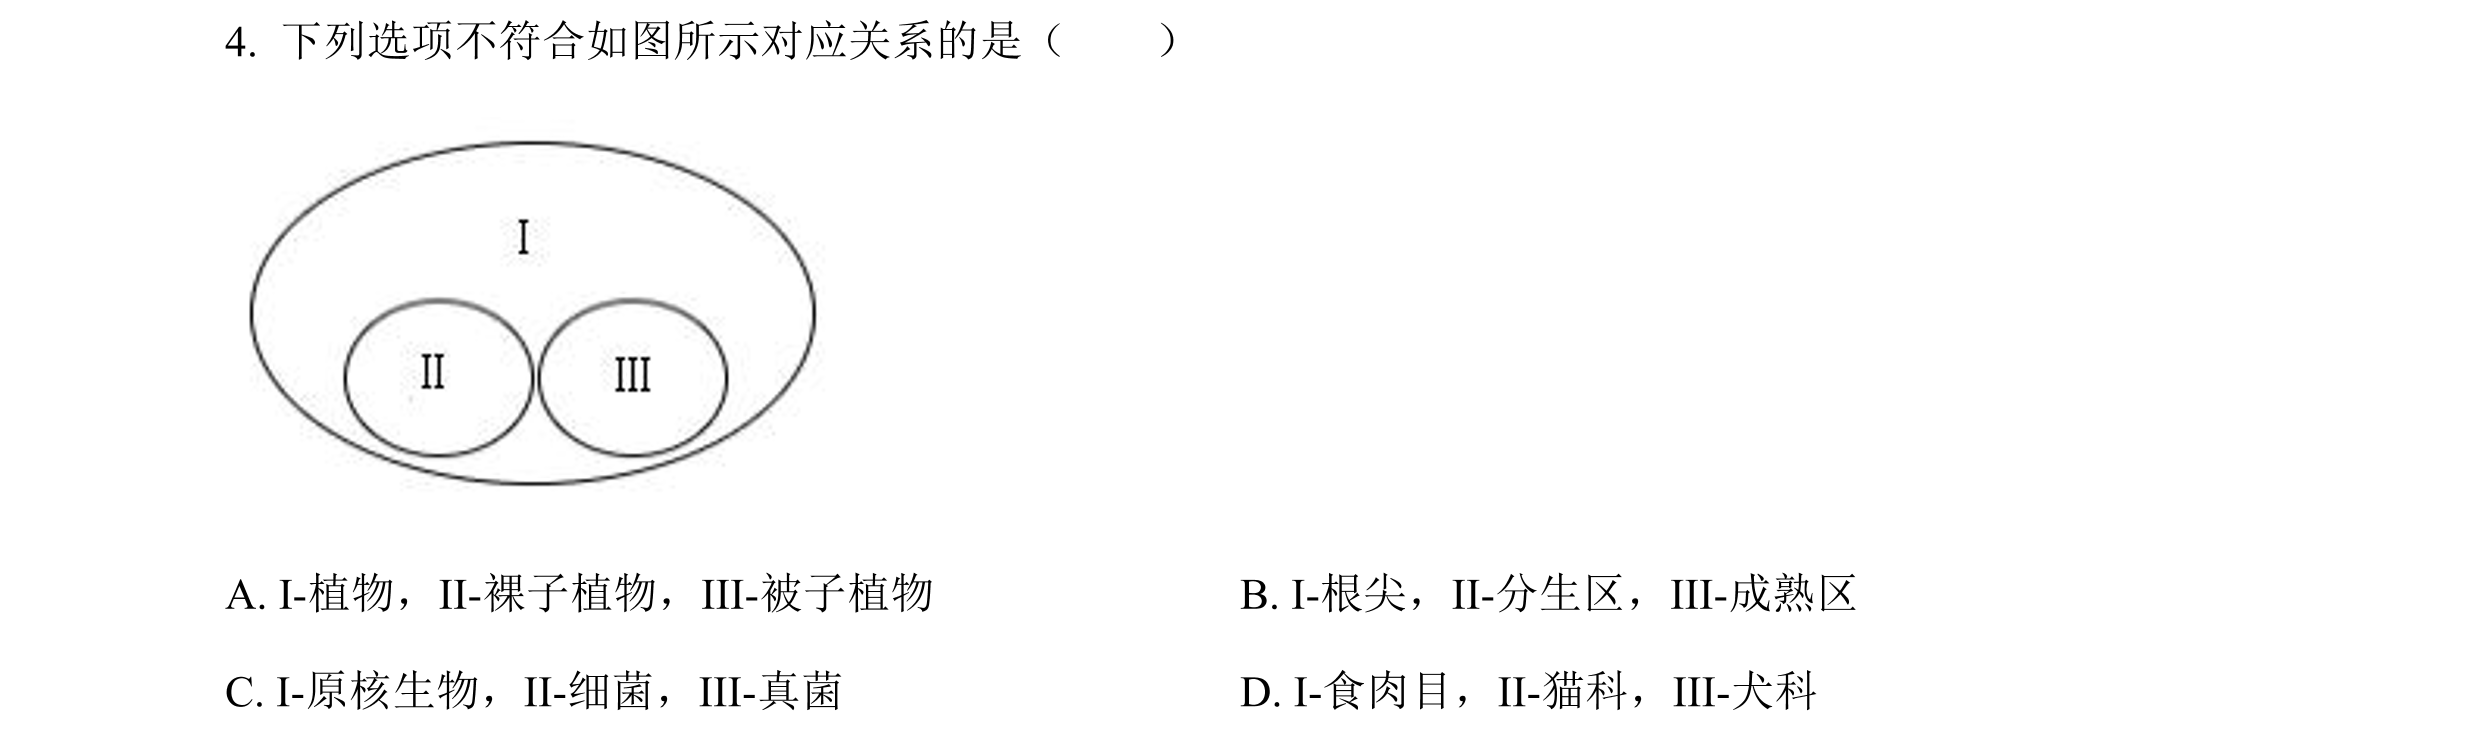 4. 下列选项不符合如图所示对应关系的是（　　）
I
II
III
A. I-植物，II-裸子植物，III-被子植物
B. I-根尖，II-分生区，III-成熟区
C. I-原核生物，II-细菌，III-真菌
D. I-食肉目，II-猫科，III-犬科